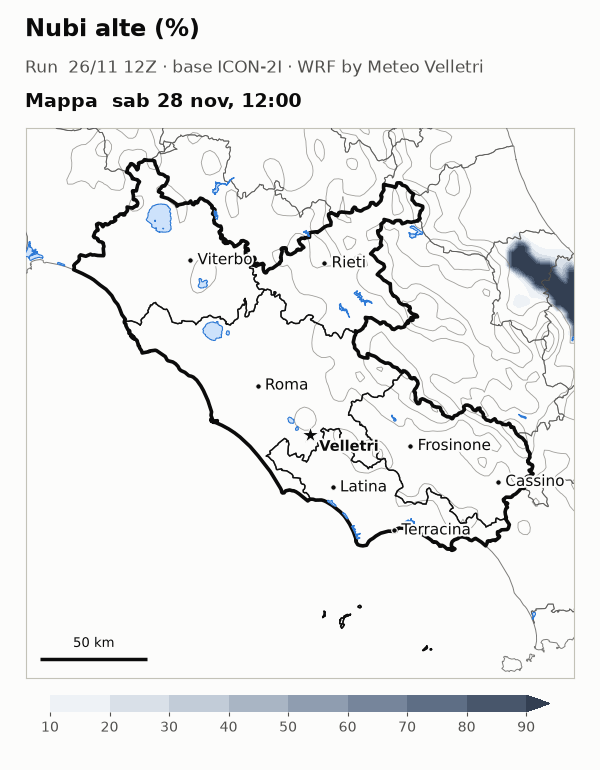 Nubi alte (%)
Run  26/11 12Z · base ICON-2I · WRF by Meteo Velletri
Mappa  sab 28 nov, 12:00
Viterbo
Rieti
Roma
Velletri
Frosinone
Cassino
Latina
Terracina
50 km
10 20 30 40 50 60 70 80 90